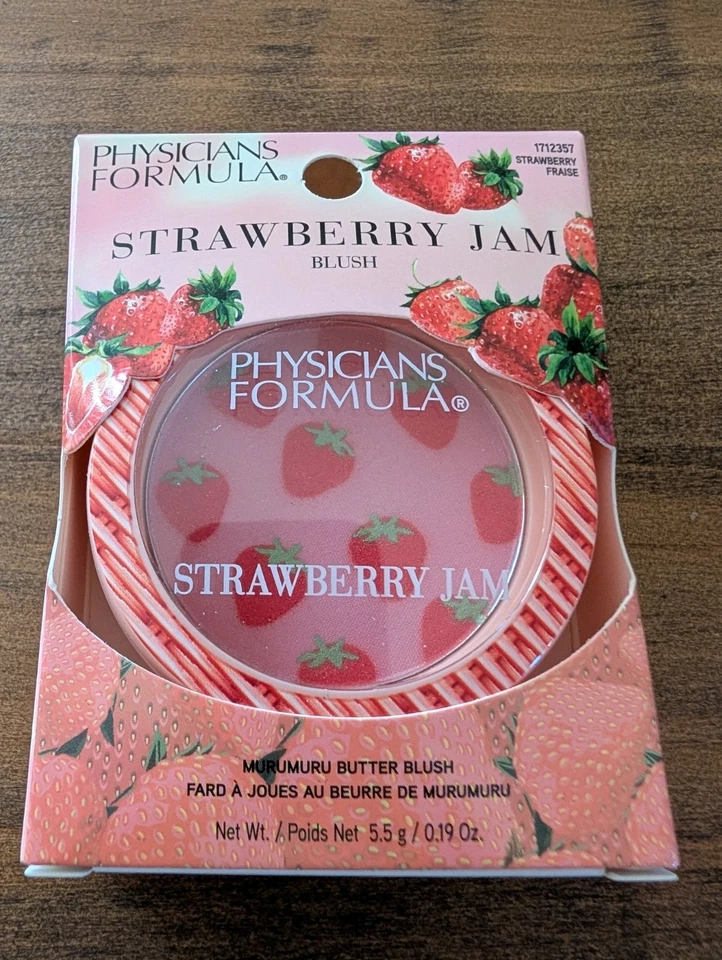 PHYSICIANS
FORMULA®
1712357
STRAWBERRY
FRAISE
STRAWBERRY JAM
BLUSH
PHYSICIANS
FORMULA®
STRAWBERRY JAM
MURUMURU BUTTER BLUSH
FARD À JOUES AU BEURRE DE MURUMURU
Net Wt. / Poids Net 5.5 g / 0.19 Oz.